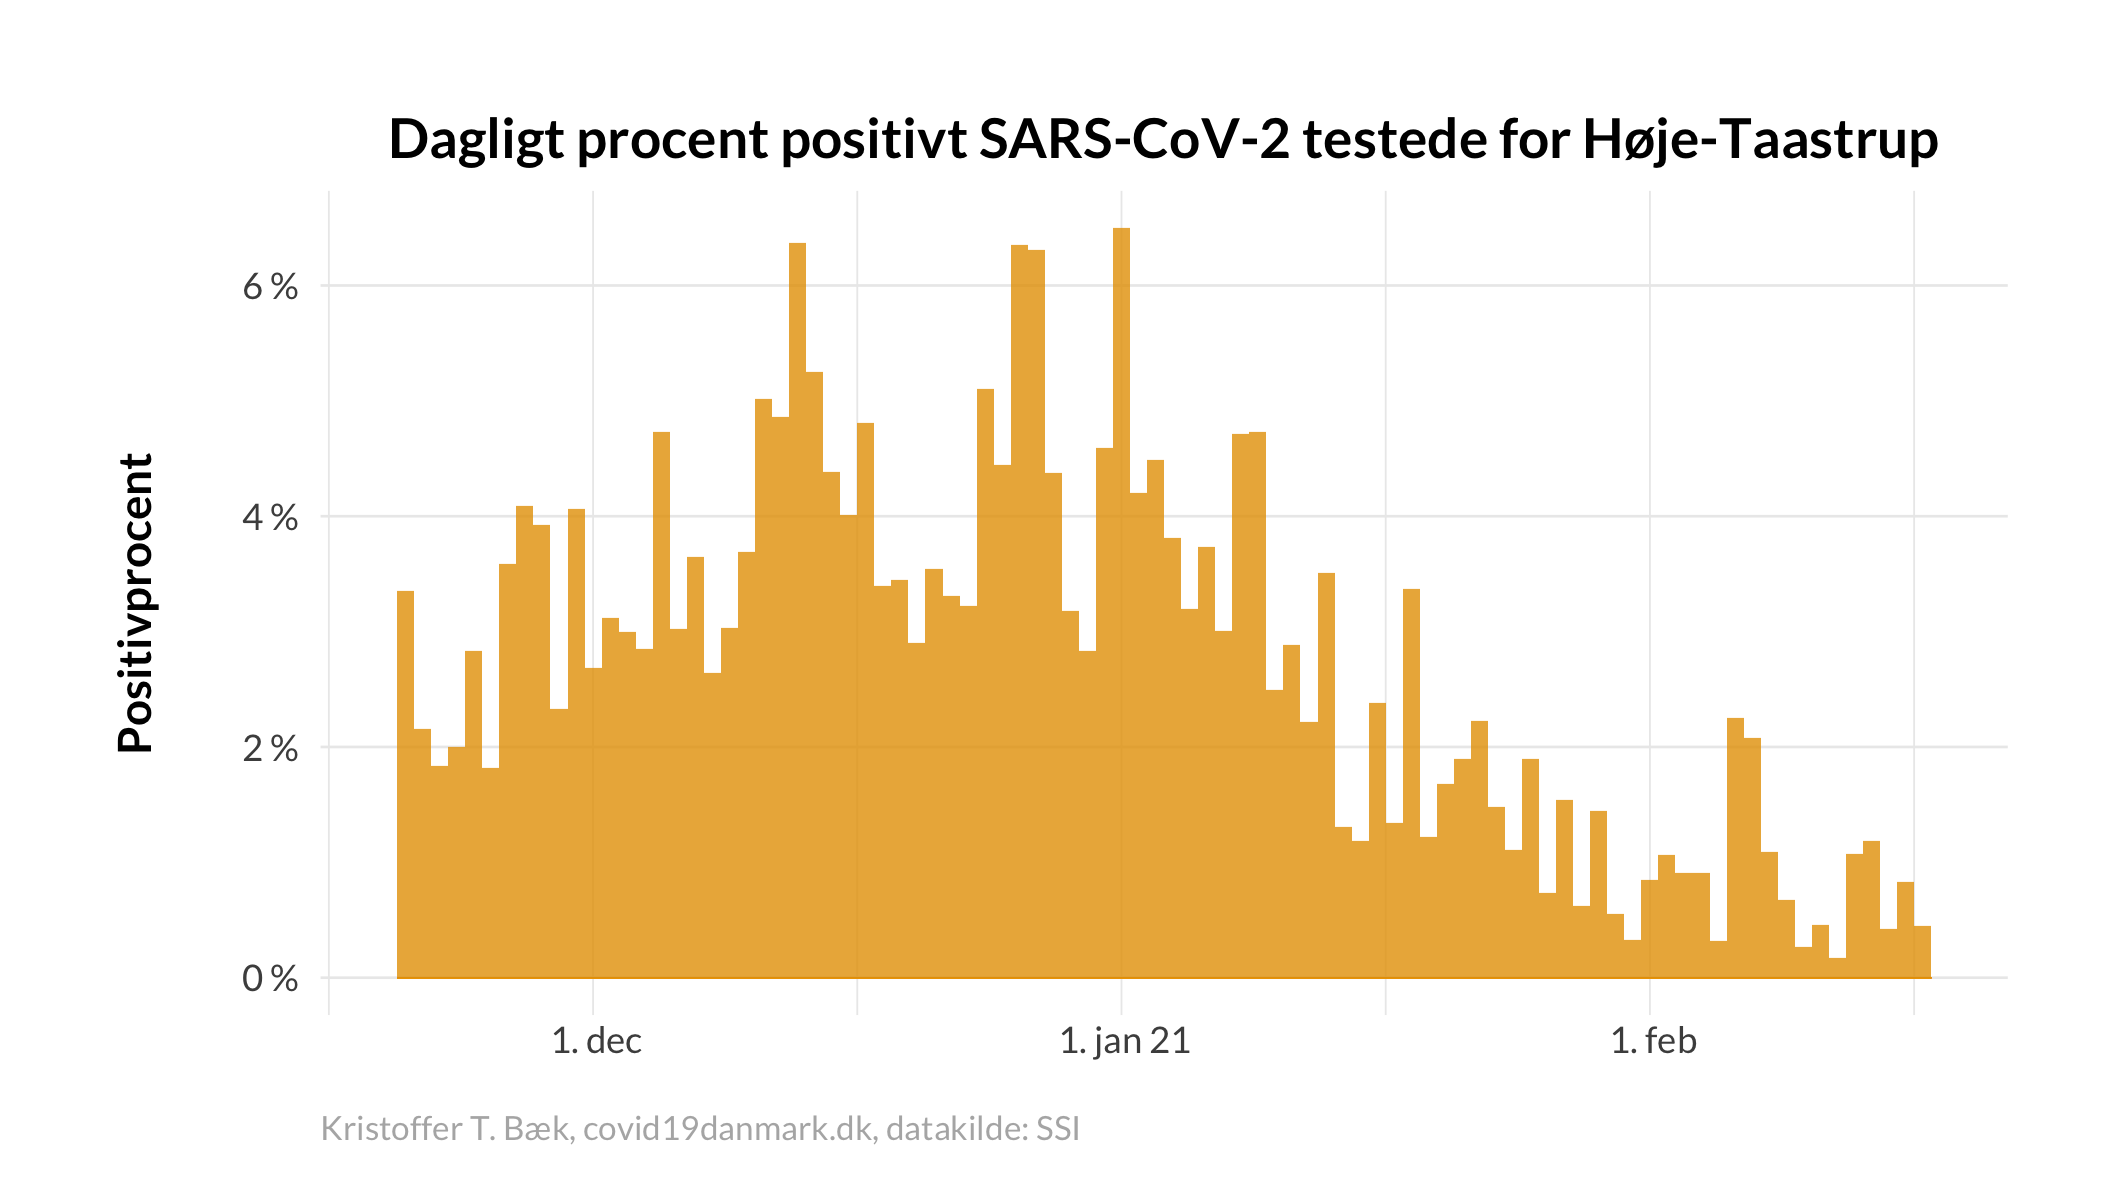 Dagligt procent positivt SARS-CoV-2 testede for Høje-Taastrup
Positivprocent
6 %
4 %
2 %
0 %
1. dec
1. jan 21
1. feb
Kristoffer T. Bæk, covid19danmark.dk, datakilde: SSI